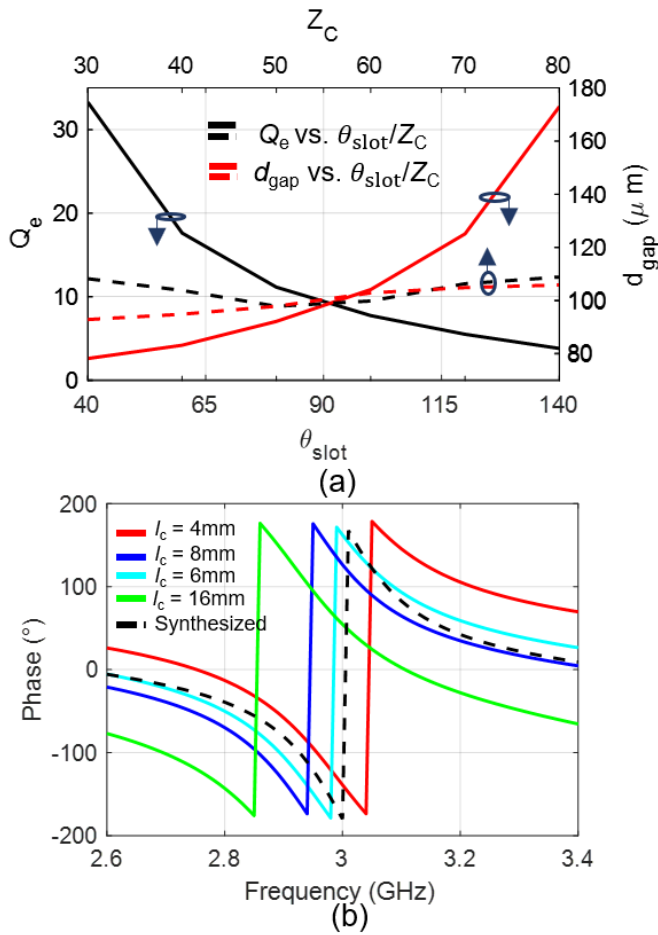 Z_C
30 40 50 60 70 80
30 20 10 0
Q_e
Q_e vs. θ_slot/Z_C
d_gap vs. θ_slot/Z_C
180 160 140 120 100 80
d_gap (μ m)
40 65 90 115 140
θ_slot
(a)
200 100 0 -100 -200
Phase (°)
l_c = 4mm
l_c = 8mm
l_c = 6mm
l_c = 16mm
Synthesized
2.6 2.8 3 3.2 3.4
Frequency (GHz)
(b)